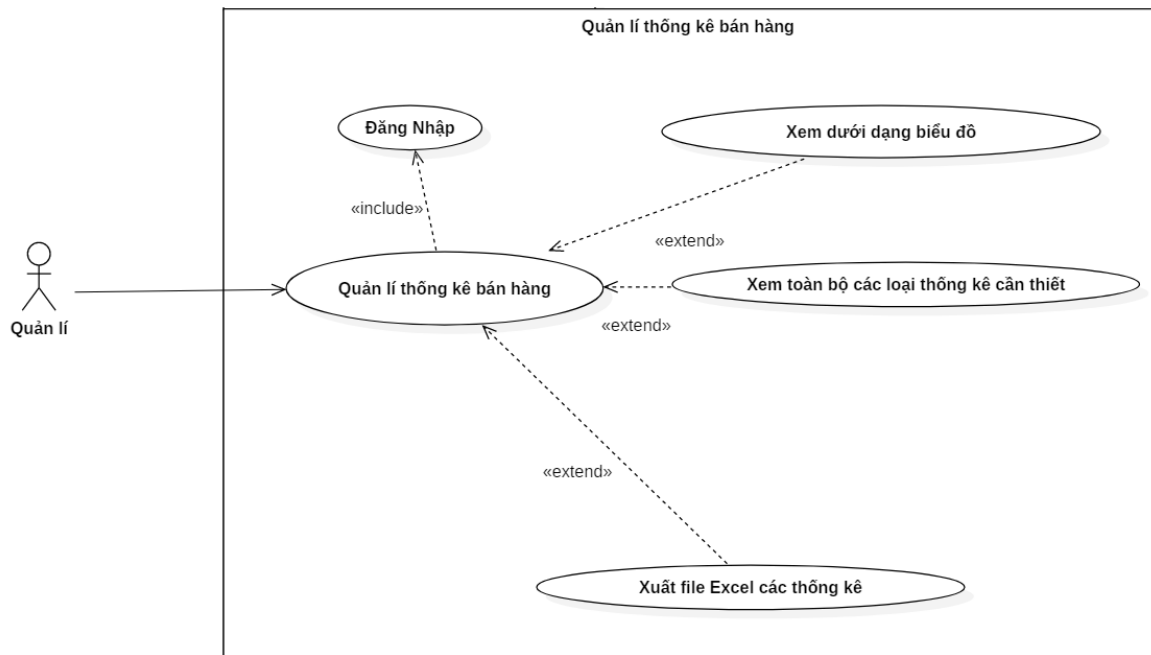 Quản lí thống kê bán hàng
Đăng Nhập
Xem dưới dạng biểu đồ
«include»
«extend»
Quản lí thống kê bán hàng
Xem toàn bộ các loại thống kê cần thiết
«extend»
Quản lí
«extend»
Xuất file Excel các thống kê